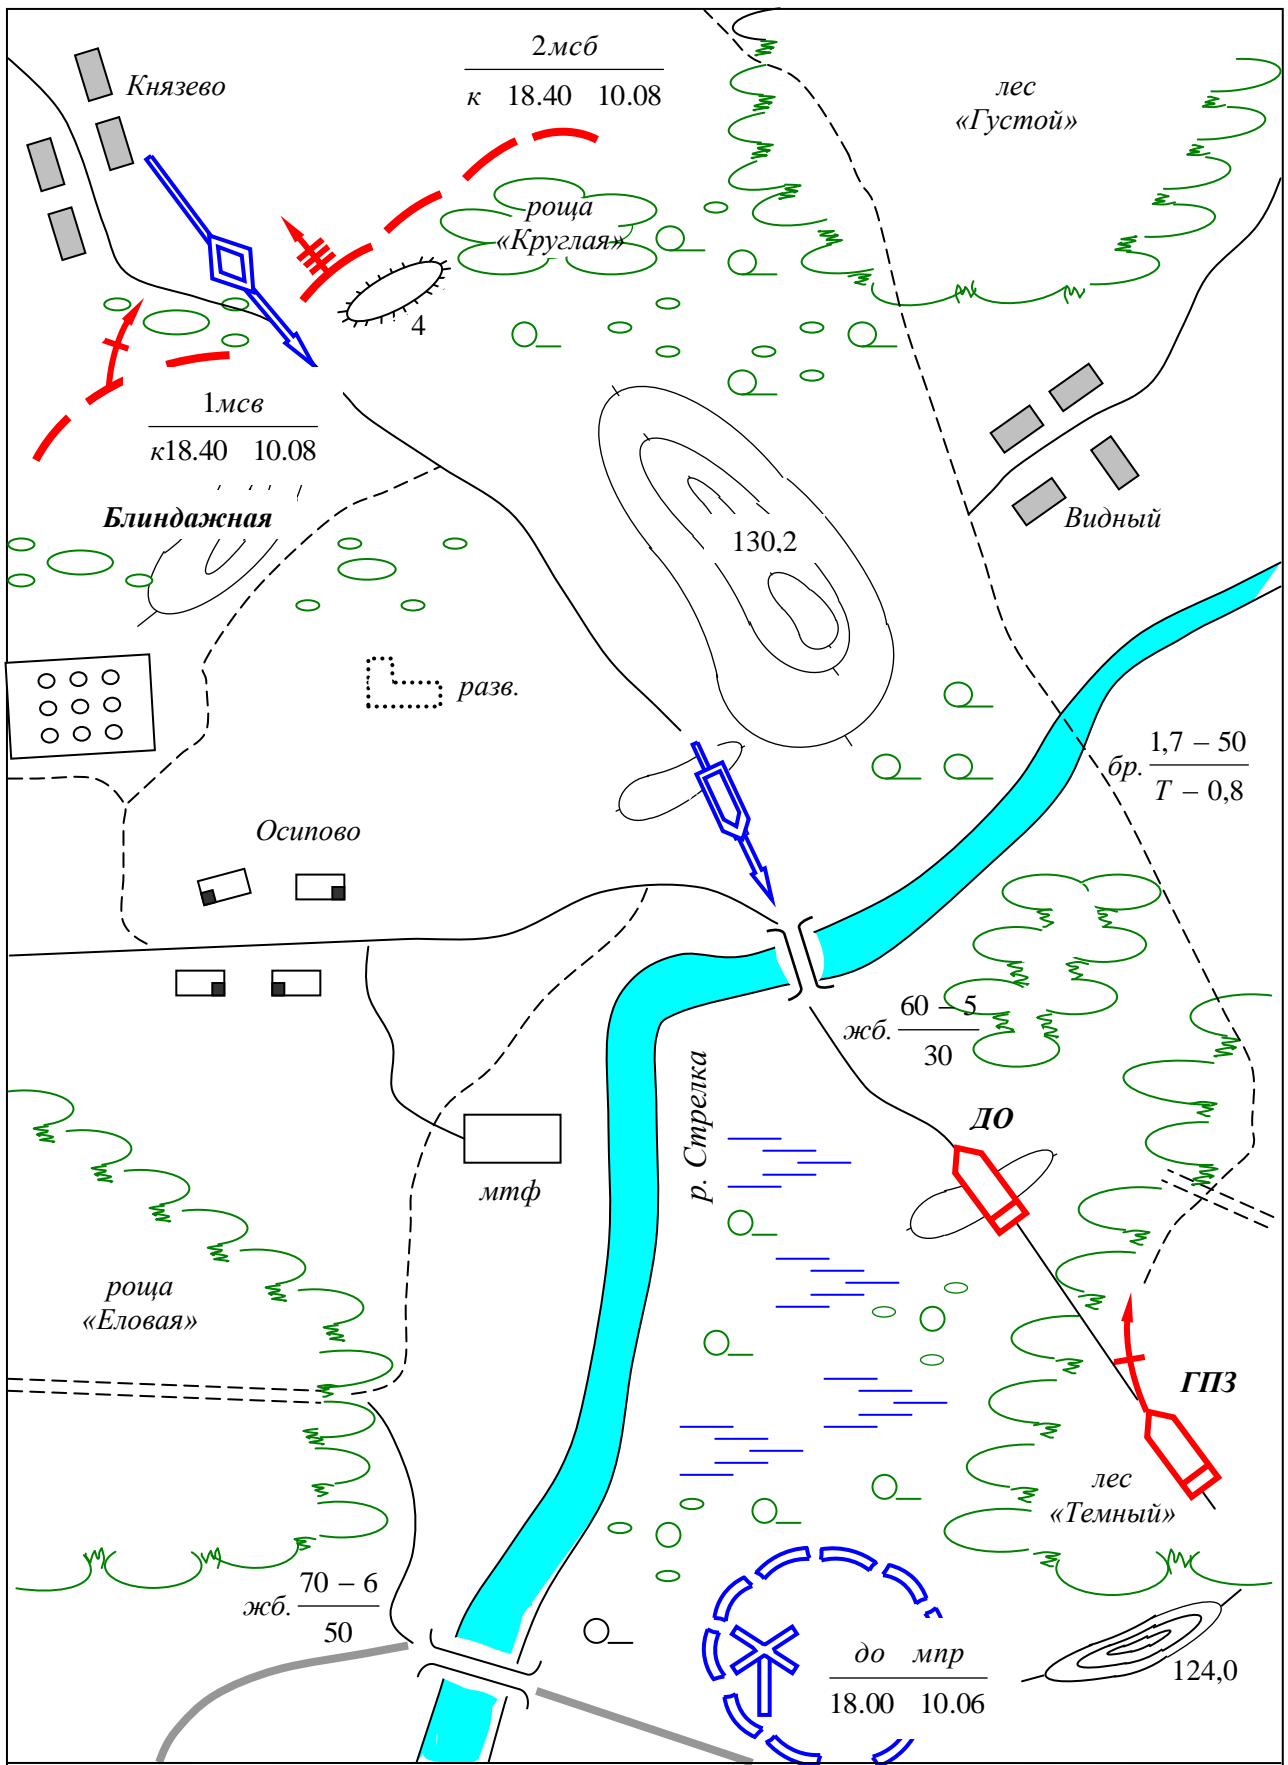 2мсб
к 18.40 10.08
Князево
лес
«Густой»
роща
«Круглая»
4
1мсв
к18.40 10.08
Блиндажная
130,2
Видный
разв.
бр. 1,7 – 50
Т – 0,8
Осипово
жб. 60 – 5
30
р. Стрелка
ДО
мтф
роща
«Еловая»
ГПЗ
лес
«Темный»
жб. 70 – 6
50
до мпр
18.00 10.06
124,0